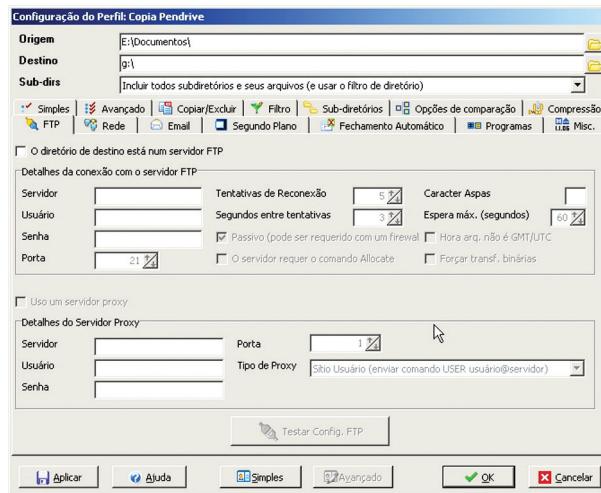 Configuração do Perfil: Copia Pendrive
Origem E:\Documentos\
Destino g:\
Sub-dirs Incluir todos subdiretórios e seus arquivos (e usar o filtro de diretório)
Simples Avançado Copiar/Excluir Filtro Sub-diretórios Opções de comparação Compressão
FTP Rede Email Segundo Plano Fechamento Automático Programas Misc.
O diretório de destino está num servidor FTP
Detalhes da conexão com o servidor FTP
Servidor Tentativas de Reconexão 5 Caracter Aspas
Usuário Segundos entre tentativas 3 Espera máx. (segundos) 60
Senha Passivo (pode ser requerido com um firewal Hora arq. não é GMT/UTC
Porta 21 O servidor requer o comando Allocate Forçar transf. binárias
Uso um servidor proxy
Detalhes do Servidor Proxy
Servidor Porta 1
Usuário Tipo de Proxy Sítio Usuário (enviar comando USER usuário@servidor)
Senha
Testar Config. FTP
Aplicar Ajuda Simples Avançado OK Cancelar